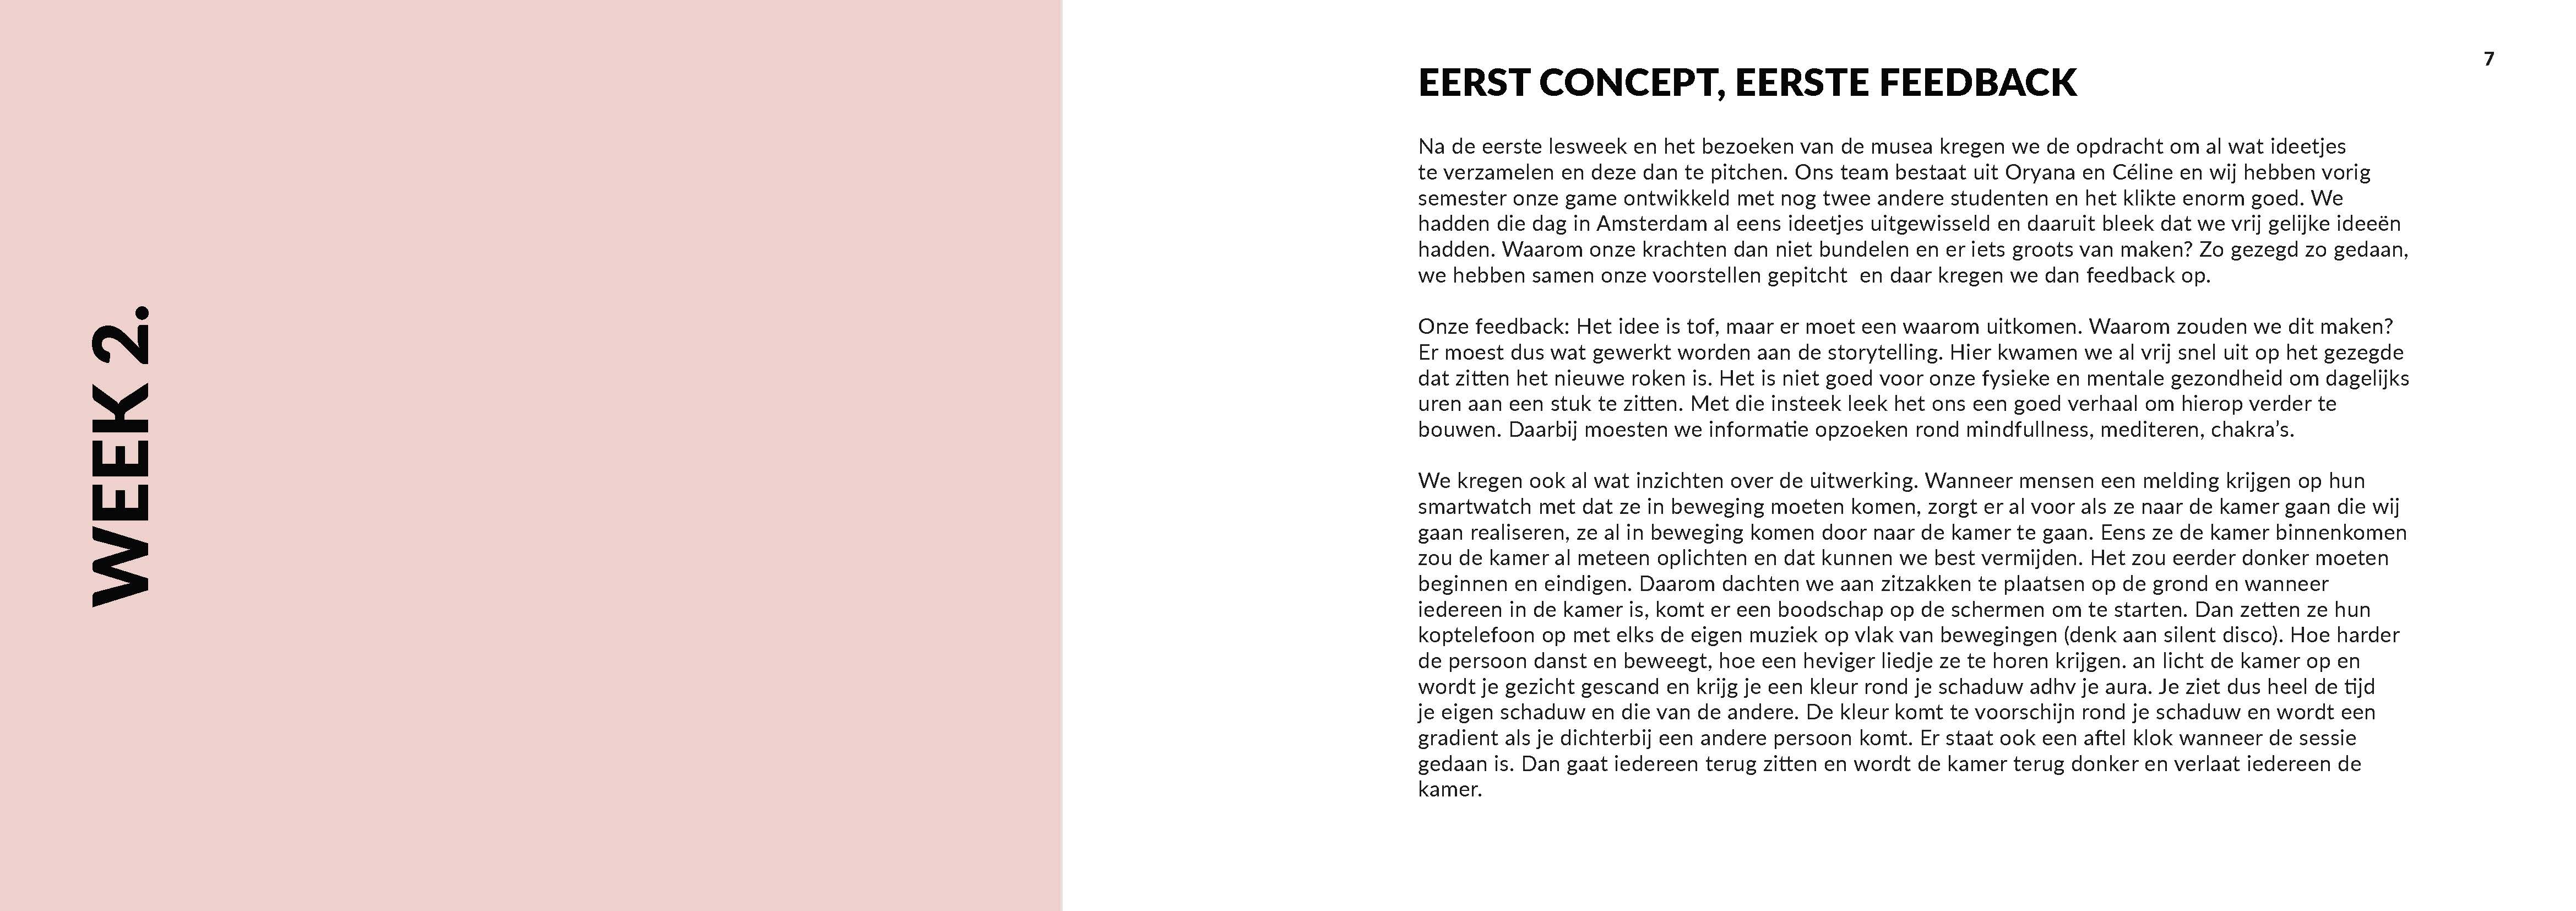 WEEK 2.
7
EERST CONCEPT, EERSTE FEEDBACK
Na de eerste lesweek en het bezoeken van de musea kregen we de opdracht om al wat ideetjes
te verzamelen en deze dan te pitchen. Ons team bestaat uit Oryana en Céline en wij hebben vorig
semester onze game ontwikkeld met nog twee andere studenten en het klikte enorm goed. We
hadden die dag in Amsterdam al eens ideetjes uitgewisseld en daaruit bleek dat we vrij gelijke ideeën
hadden. Waarom onze krachten dan niet bundelen en er iets groots van maken? Zo gezegd zo gedaan,
we hebben samen onze voorstellen gepitcht  en daar kregen we dan feedback op.
Onze feedback: Het idee is tof, maar er moet een waarom uitkomen. Waarom zouden we dit maken?
Er moest dus wat gewerkt worden aan de storytelling. Hier kwamen we al vrij snel uit op het gezegde
dat zitten het nieuwe roken is. Het is niet goed voor onze fysieke en mentale gezondheid om dagelijks
uren aan een stuk te zitten. Met die insteek leek het ons een goed verhaal om hierop verder te
bouwen. Daarbij moesten we informatie opzoeken rond mindfullness, mediteren, chakra’s.
We kregen ook al wat inzichten over de uitwerking. Wanneer mensen een melding krijgen op hun
smartwatch met dat ze in beweging moeten komen, zorgt er al voor als ze naar de kamer gaan die wij
gaan realiseren, ze al in beweging komen door naar de kamer te gaan. Eens ze de kamer binnenkomen
zou de kamer al meteen oplichten en dat kunnen we best vermijden. Het zou eerder donker moeten
beginnen en eindigen. Daarom dachten we aan zitzakken te plaatsen op de grond en wanneer
iedereen in de kamer is, komt er een boodschap op de schermen om te starten. Dan zetten ze hun
koptelefoon op met elks de eigen muziek op vlak van bewegingen (denk aan silent disco). Hoe harder
de persoon danst en beweegt, hoe een heviger liedje ze te horen krijgen. an licht de kamer op en
wordt je gezicht gescand en krijg je een kleur rond je schaduw adhv je aura. Je ziet dus heel de tijd
je eigen schaduw en die van de andere. De kleur komt te voorschijn rond je schaduw en wordt een
gradient als je dichterbij een andere persoon komt. Er staat ook een aftel klok wanneer de sessie
gedaan is. Dan gaat iedereen terug zitten en wordt de kamer terug donker en verlaat iedereen de
kamer.